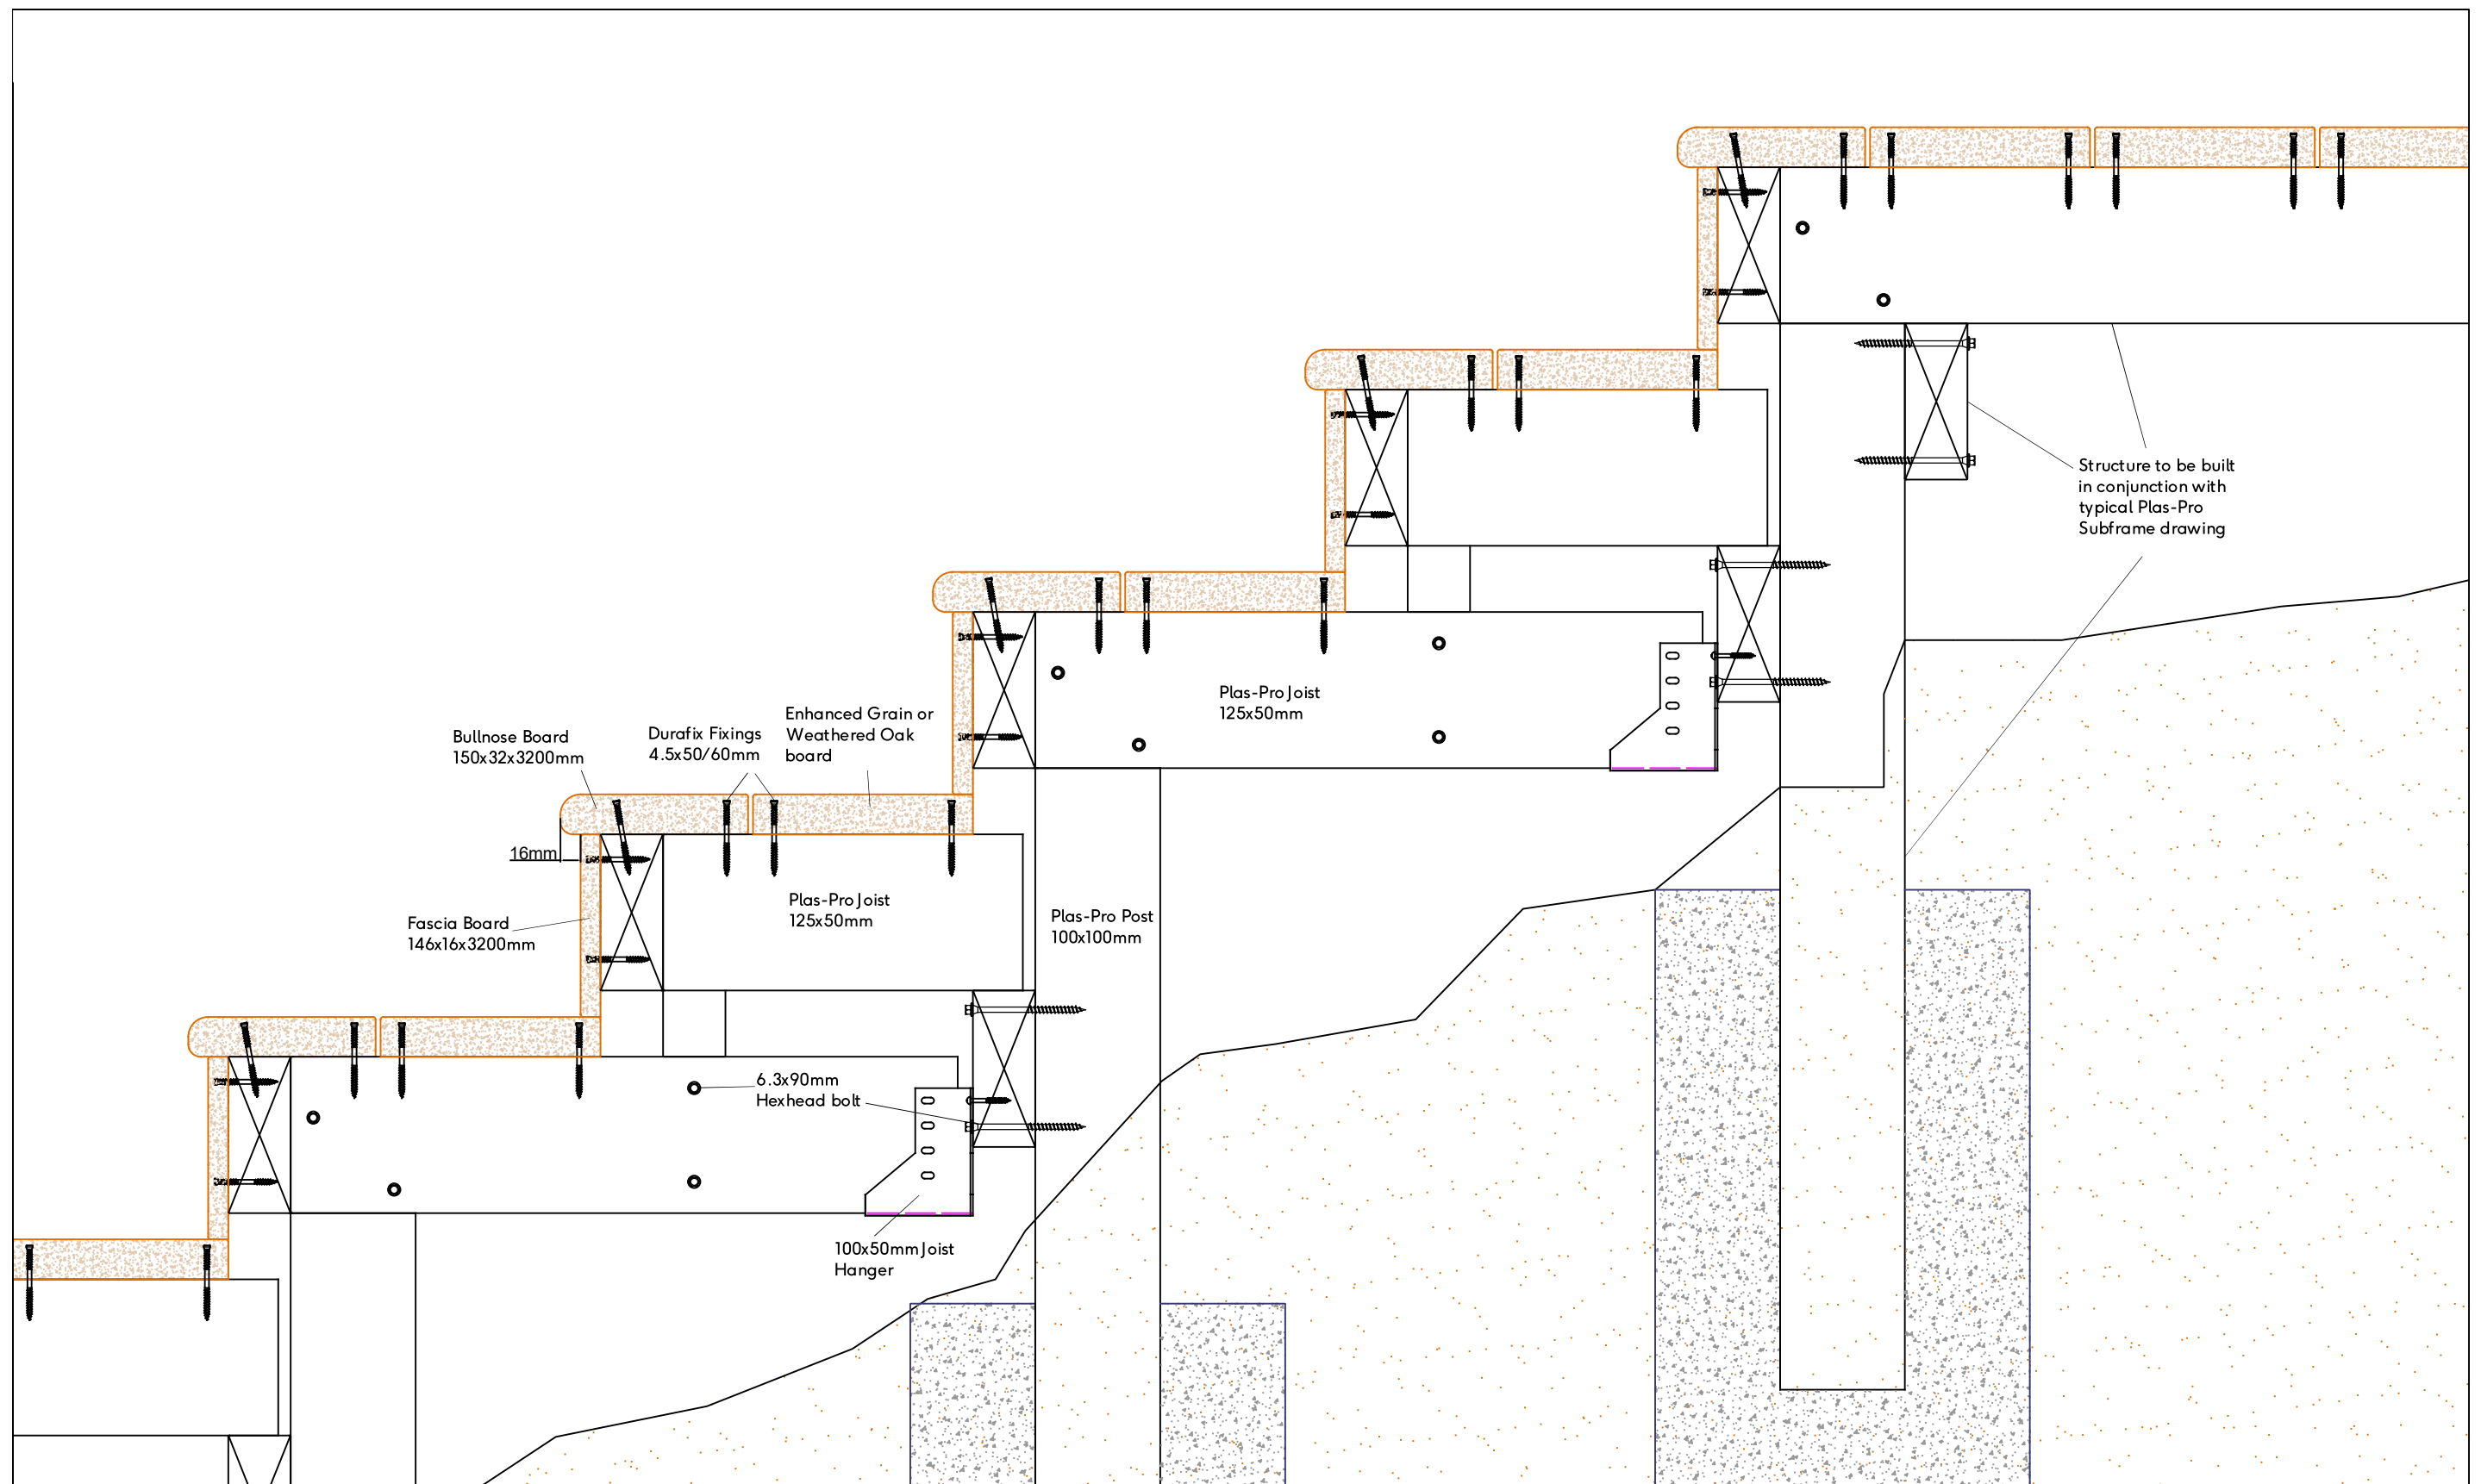 Structure to be built
in conjunction with
typical Plas-Pro
Subframe drawing
Plas-Pro Joist
125x50mm
Enhanced Grain or
Weathered Oak
board
Durafix Fixings
4.5x50/60mm
Bullnose Board
150x32x3200mm
16mm
Plas-Pro Joist
125x50mm
Plas-Pro Post
100x100mm
Fascia Board
146x16x3200mm
6.3x90mm
Hexhead bolt
100x50mm Joist
Hanger